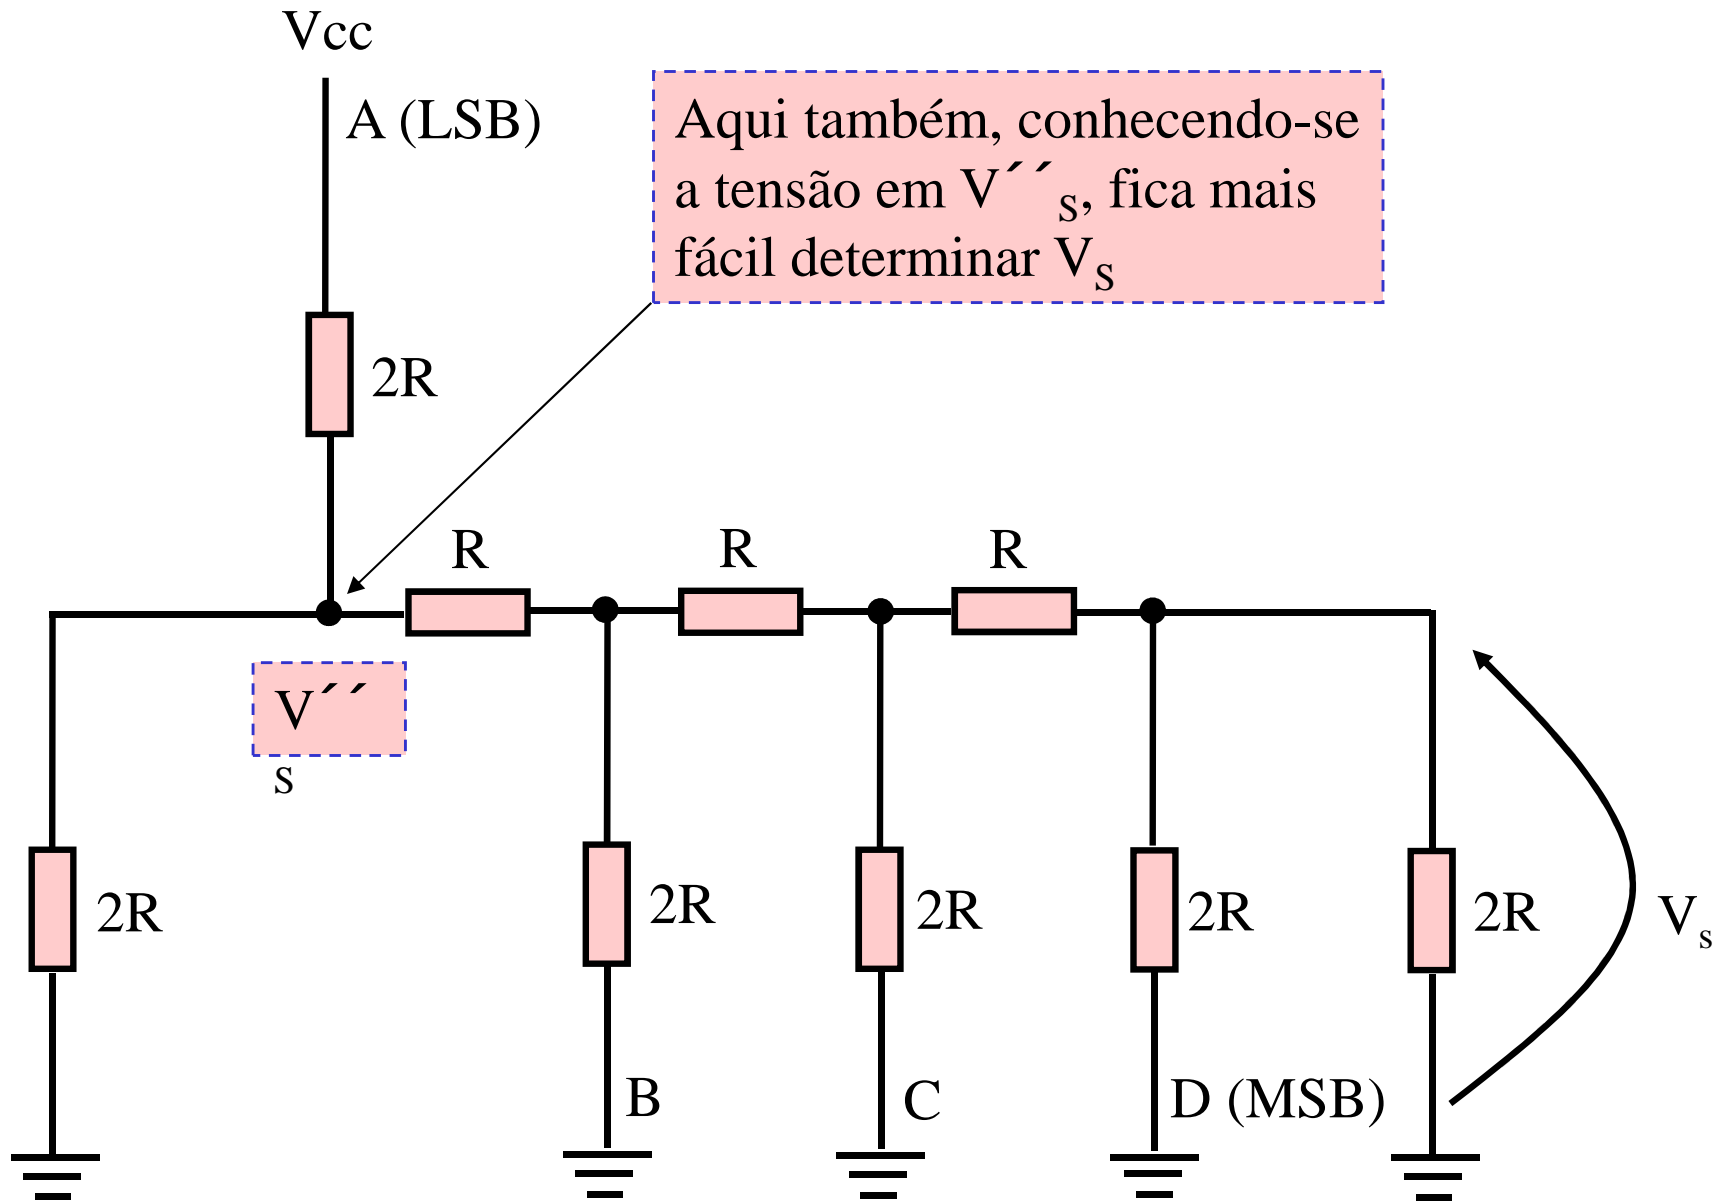 Vcc
A (LSB)
Aqui também, conhecendo-se
a tensão em V´´S, fica mais
fácil determinar VS
2R
R
R
R
V´´
s
2R
2R
2R
2R
2R
Vs
B
C
D (MSB)